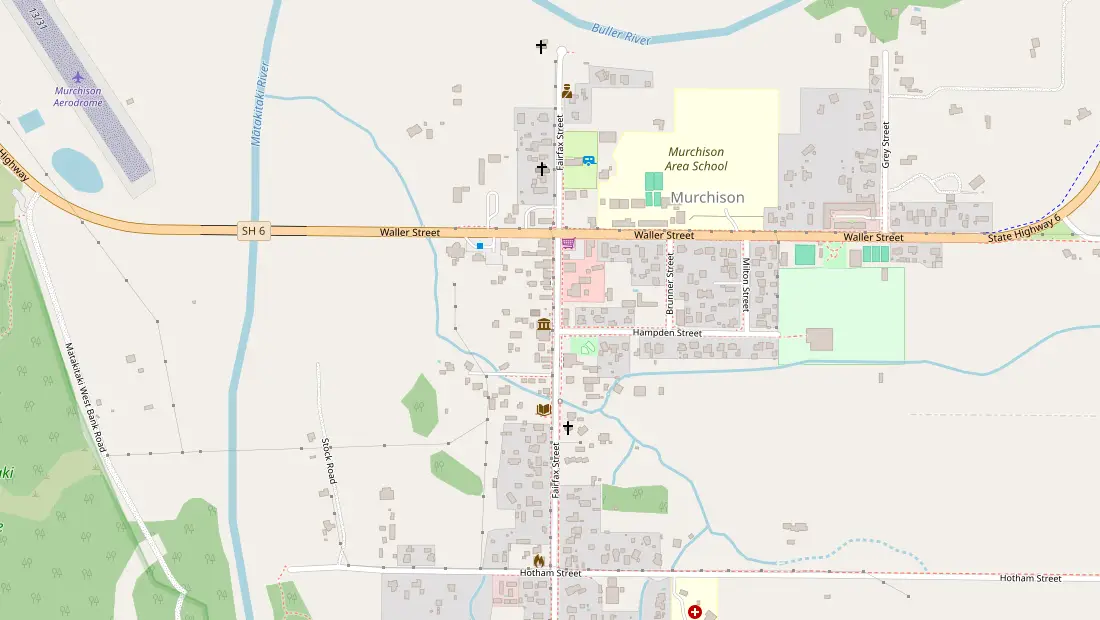 13/31
Murchison
Aerodrome
Matakitaki River
Buller River
Highway
SH 6
Waller Street
Fairfax Street
Murchison
Area School
Murchison
Waller Street
Waller Street
State Highway 6
Grey Street
Brunner Street
Milton Street
Hampden Street
Matakitaki West Bank Road
Stock Road
Fairfax Street
aki
e
Hotham Street
Hotham Street